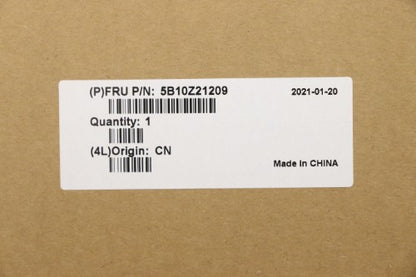 (P)FRU P/N: 5B10Z21209
2021-01-20
Quantity: 1
(4L)Origin: CN
Made In CHINA